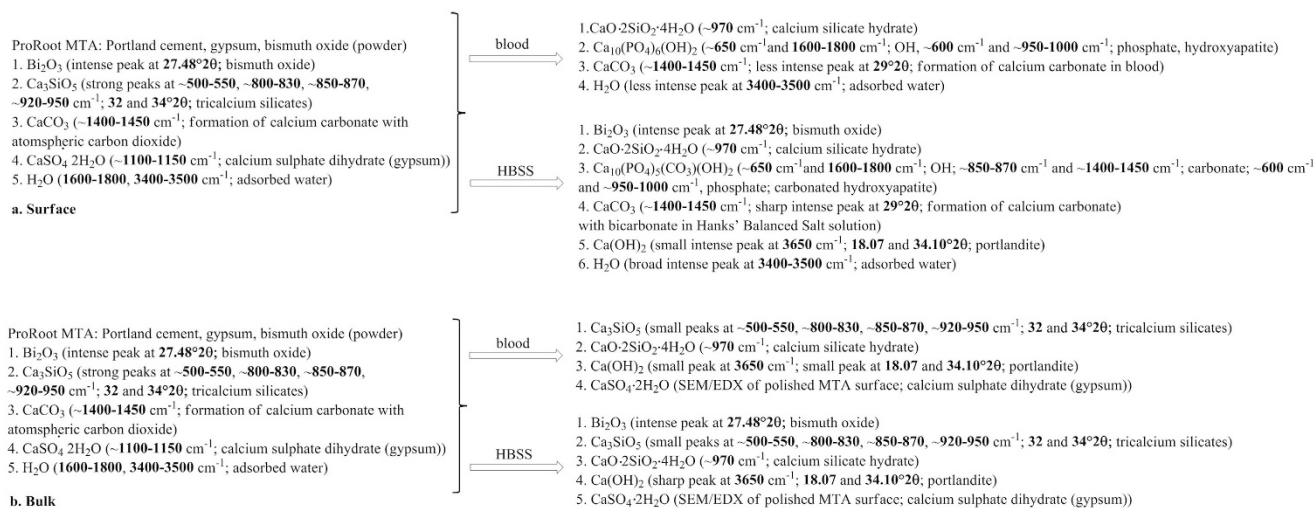 ProRoot MTA: Portland cement, gypsum, bismuth oxide (powder)
1. Bi₂O₃ (intense peak at 27.48°2θ; bismuth oxide)
2. Ca₃SiO₅ (strong peaks at ~500-550, ~800-830, ~850-870,
~920-950 cm⁻¹; 32 and 34°2θ; tricalcium silicates)
3. CaCO₃ (~1400-1450 cm⁻¹; formation of calcium carbonate with
atomspheric carbon dioxide)
4. CaSO₄ 2H₂O (~1100-1150 cm⁻¹; calcium sulphate dihydrate (gypsum))
5. H₂O (1600-1800, 3400-3500 cm⁻¹; adsorbed water)
a. Surface
blood
1.CaO·2SiO₂·4H₂O (~970 cm⁻¹; calcium silicate hydrate)
2. Ca₁₀(PO₄)₆(OH)₂ (~650 cm⁻¹and 1600-1800 cm⁻¹; OH, ~600 cm⁻¹ and ~950-1000 cm⁻¹; phosphate, hydroxyapatite)
3. CaCO₃ (~1400-1450 cm⁻¹; less intense peak at 29°2θ; formation of calcium carbonate in blood)
4. H₂O (less intense peak at 3400-3500 cm⁻¹; adsorbed water)
HBSS
1. Bi₂O₃ (intense peak at 27.48°2θ; bismuth oxide)
2. CaO·2SiO₂·4H₂O (~970 cm⁻¹; calcium silicate hydrate)
3. Ca₁₀(PO₄)₅(CO₃)(OH)₂ (~650 cm⁻¹and 1600-1800 cm⁻¹; OH; ~850-870 cm⁻¹ and ~1400-1450 cm⁻¹; carbonate; ~600 cm⁻¹
and ~950-1000 cm⁻¹, phosphate; carbonated hydroxyapatite)
4. CaCO₃ (~1400-1450 cm⁻¹; sharp intense peak at 29°2θ; formation of calcium carbonate)
with bicarbonate in Hanks' Balanced Salt solution)
5. Ca(OH)₂ (small intense peak at 3650 cm⁻¹; 18.07 and 34.10°2θ; portlandite)
6. H₂O (broad intense peak at 3400-3500 cm⁻¹; adsorbed water)
ProRoot MTA: Portland cement, gypsum, bismuth oxide (powder)
1. Bi₂O₃ (intense peak at 27.48°2θ; bismuth oxide)
2. Ca₃SiO₅ (strong peaks at ~500-550, ~800-830, ~850-870,
~920-950 cm⁻¹; 32 and 34°2θ; tricalcium silicates)
3. CaCO₃ (~1400-1450 cm⁻¹; formation of calcium carbonate with
atomspheric carbon dioxide)
4. CaSO₄ 2H₂O (~1100-1150 cm⁻¹; calcium sulphate dihydrate (gypsum))
5. H₂O (1600-1800, 3400-3500 cm⁻¹; adsorbed water)
b. Bulk
blood
1. Ca₃SiO₅ (small peaks at ~500-550, ~800-830, ~850-870, ~920-950 cm⁻¹; 32 and 34°2θ; tricalcium silicates)
2. CaO·2SiO₂·4H₂O (~970 cm⁻¹; calcium silicate hydrate)
3. Ca(OH)₂ (small peak at 3650 cm⁻¹; small peak at 18.07 and 34.10°2θ; portlandite)
4. CaSO₄·2H₂O (SEM/EDX of polished MTA surface; calcium sulphate dihydrate (gypsum))
HBSS
1. Bi₂O₃ (intense peak at 27.48°2θ; bismuth oxide)
2. Ca₃SiO₅ (small peaks at ~500-550, ~800-830, ~850-870, ~920-950 cm⁻¹; 32 and 34°2θ; tricalcium silicates)
3. CaO·2SiO₂·4H₂O (~970 cm⁻¹; calcium silicate hydrate)
4. Ca(OH)₂ (sharp peak at 3650 cm⁻¹; 18.07 and 34.10°2θ; portlandite)
5. CaSO₄·2H₂O (SEM/EDX of polished MTA surface; calcium sulphate dihydrate (gypsum))